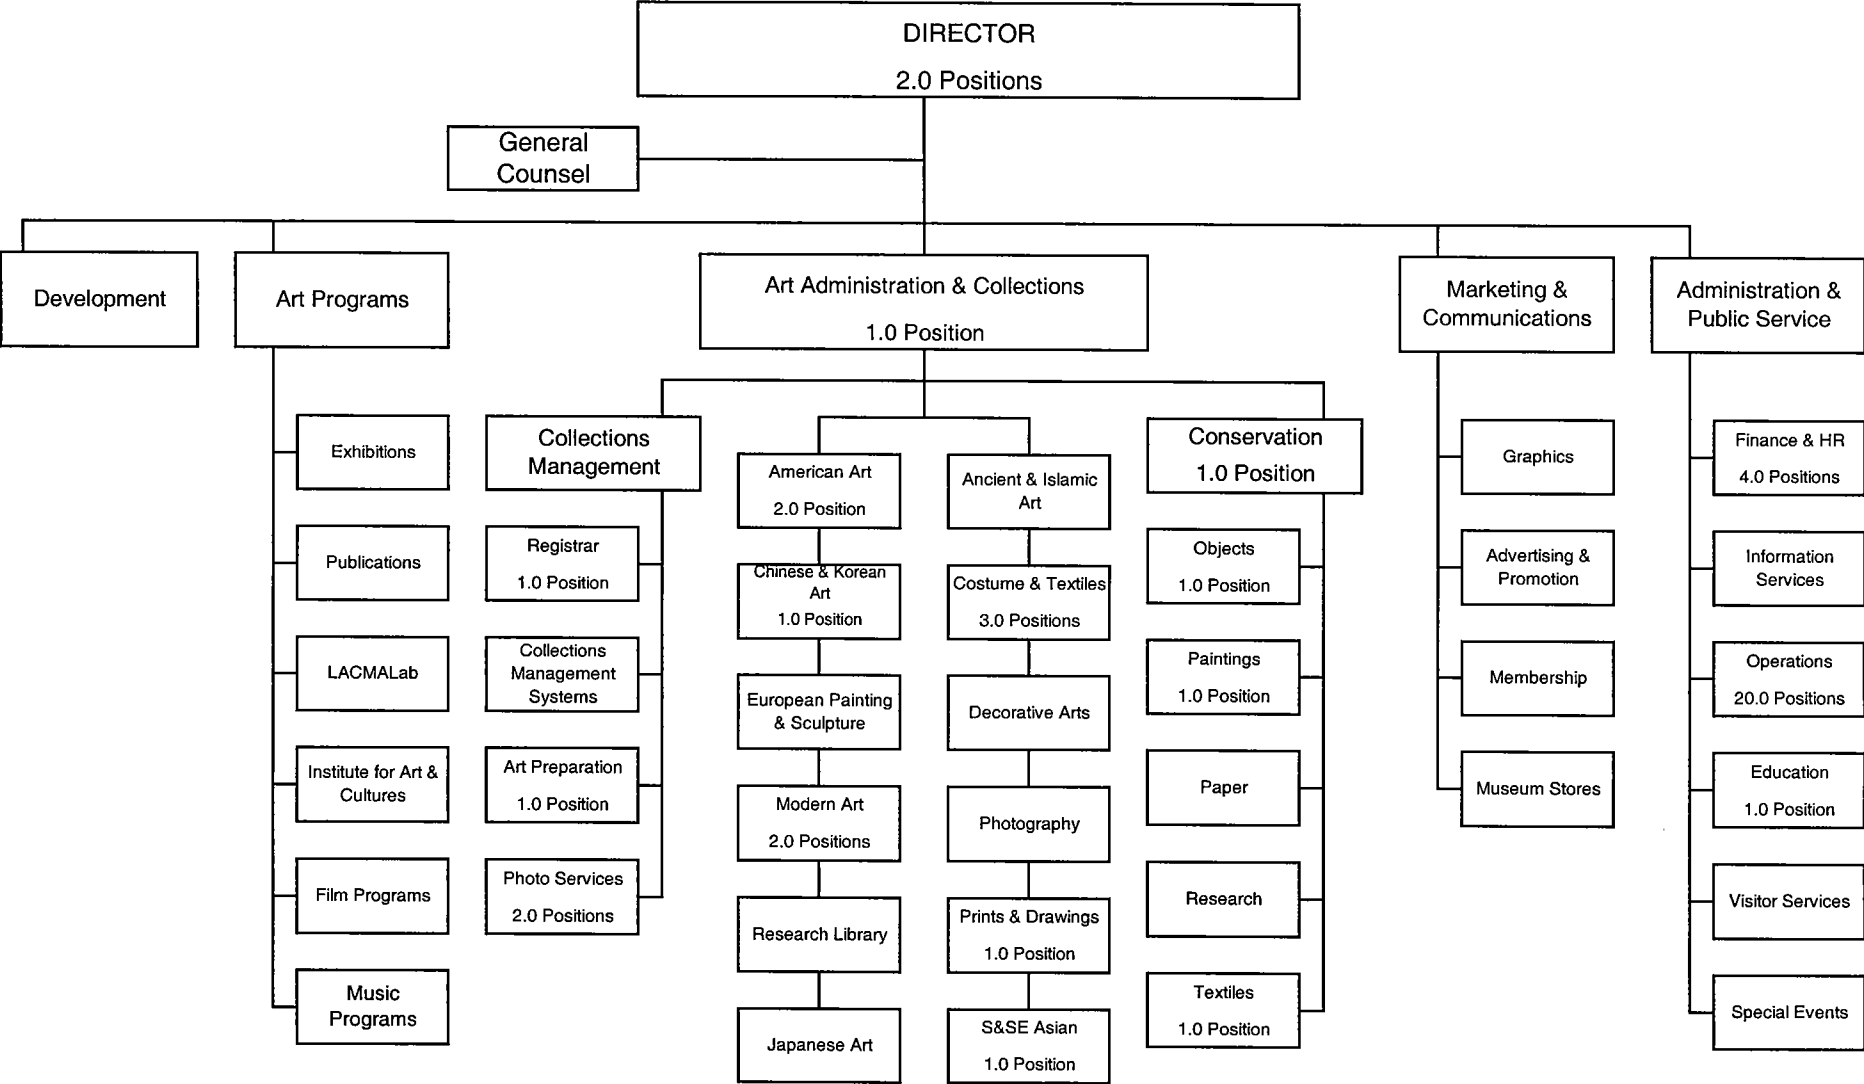 DIRECTOR
2.0 Positions
General
Counsel
Development
Art Programs
Art Administration & Collections
1.0 Position
Marketing &
Communications
Administration &
Public Service
Exhibitions
Publications
LACMALab
Institute for Art &
Cultures
Film Programs
Music
Programs
Collections
Management
Registrar
1.0 Position
Collections
Management
Systems
Art Preparation
1.0 Position
Photo Services
2.0 Positions
American Art
2.0 Position
Chinese & Korean
Art
1.0 Position
European Painting
& Sculpture
Modern Art
2.0 Positions
Research Library
Japanese Art
Ancient & Islamic
Art
Costume & Textiles
3.0 Positions
Decorative Arts
Photography
Prints & Drawings
1.0 Position
S&SE Asian
1.0 Position
Conservation
1.0 Position
Objects
1.0 Position
Paintings
1.0 Position
Paper
Research
Textiles
1.0 Position
Graphics
Advertising &
Promotion
Membership
Museum Stores
Finance & HR
4.0 Positions
Information
Services
Operations
20.0 Positions
Education
1.0 Position
Visitor Services
Special Events